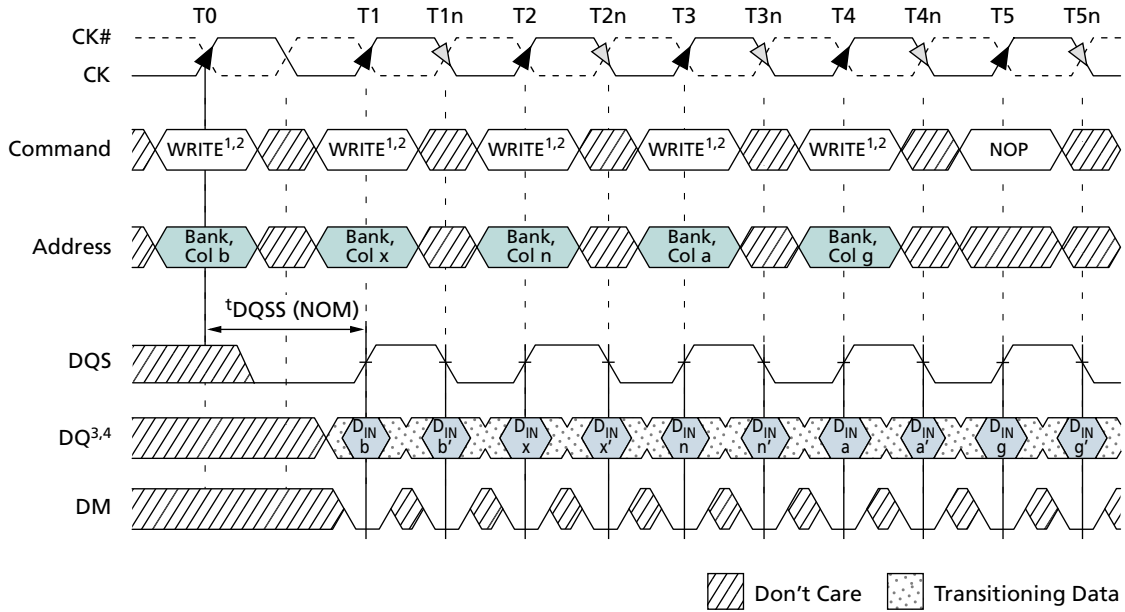 T0 T1 T1n T2 T2n T3 T3n T4 T4n T5 T5n
CK#
CK
Command WRITE1,2 WRITE1,2 WRITE1,2 WRITE1,2 WRITE1,2 NOP
Address
Bank, Col b
Bank, Col x
Bank, Col n
Bank, Col a
Bank, Col g
tDQSS (NOM)
DQS
DQ3,4
DIN b
DIN b'
DIN x
DIN x'
DIN n
DIN n'
DIN a
DIN a'
DIN g
DIN g'
DM
Don't Care Transitioning Data